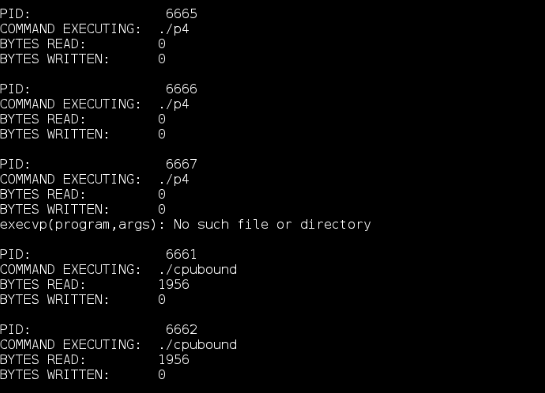 PID:                 6665
COMMAND EXECUTING:  ./p4
BYTES READ:         0
BYTES WRITTEN:      0
PID:                 6666
COMMAND EXECUTING:  ./p4
BYTES READ:         0
BYTES WRITTEN:      0
PID:                 6667
COMMAND EXECUTING:  ./p4
BYTES READ:         0
BYTES WRITTEN:      0
execvp(program,args): No such file or directory
PID:                 6661
COMMAND EXECUTING:  ./cpubound
BYTES READ:         1956
BYTES WRITTEN:      0
PID:                 6662
COMMAND EXECUTING:  ./cpubound
BYTES READ:         1956
BYTES WRITTEN:      0